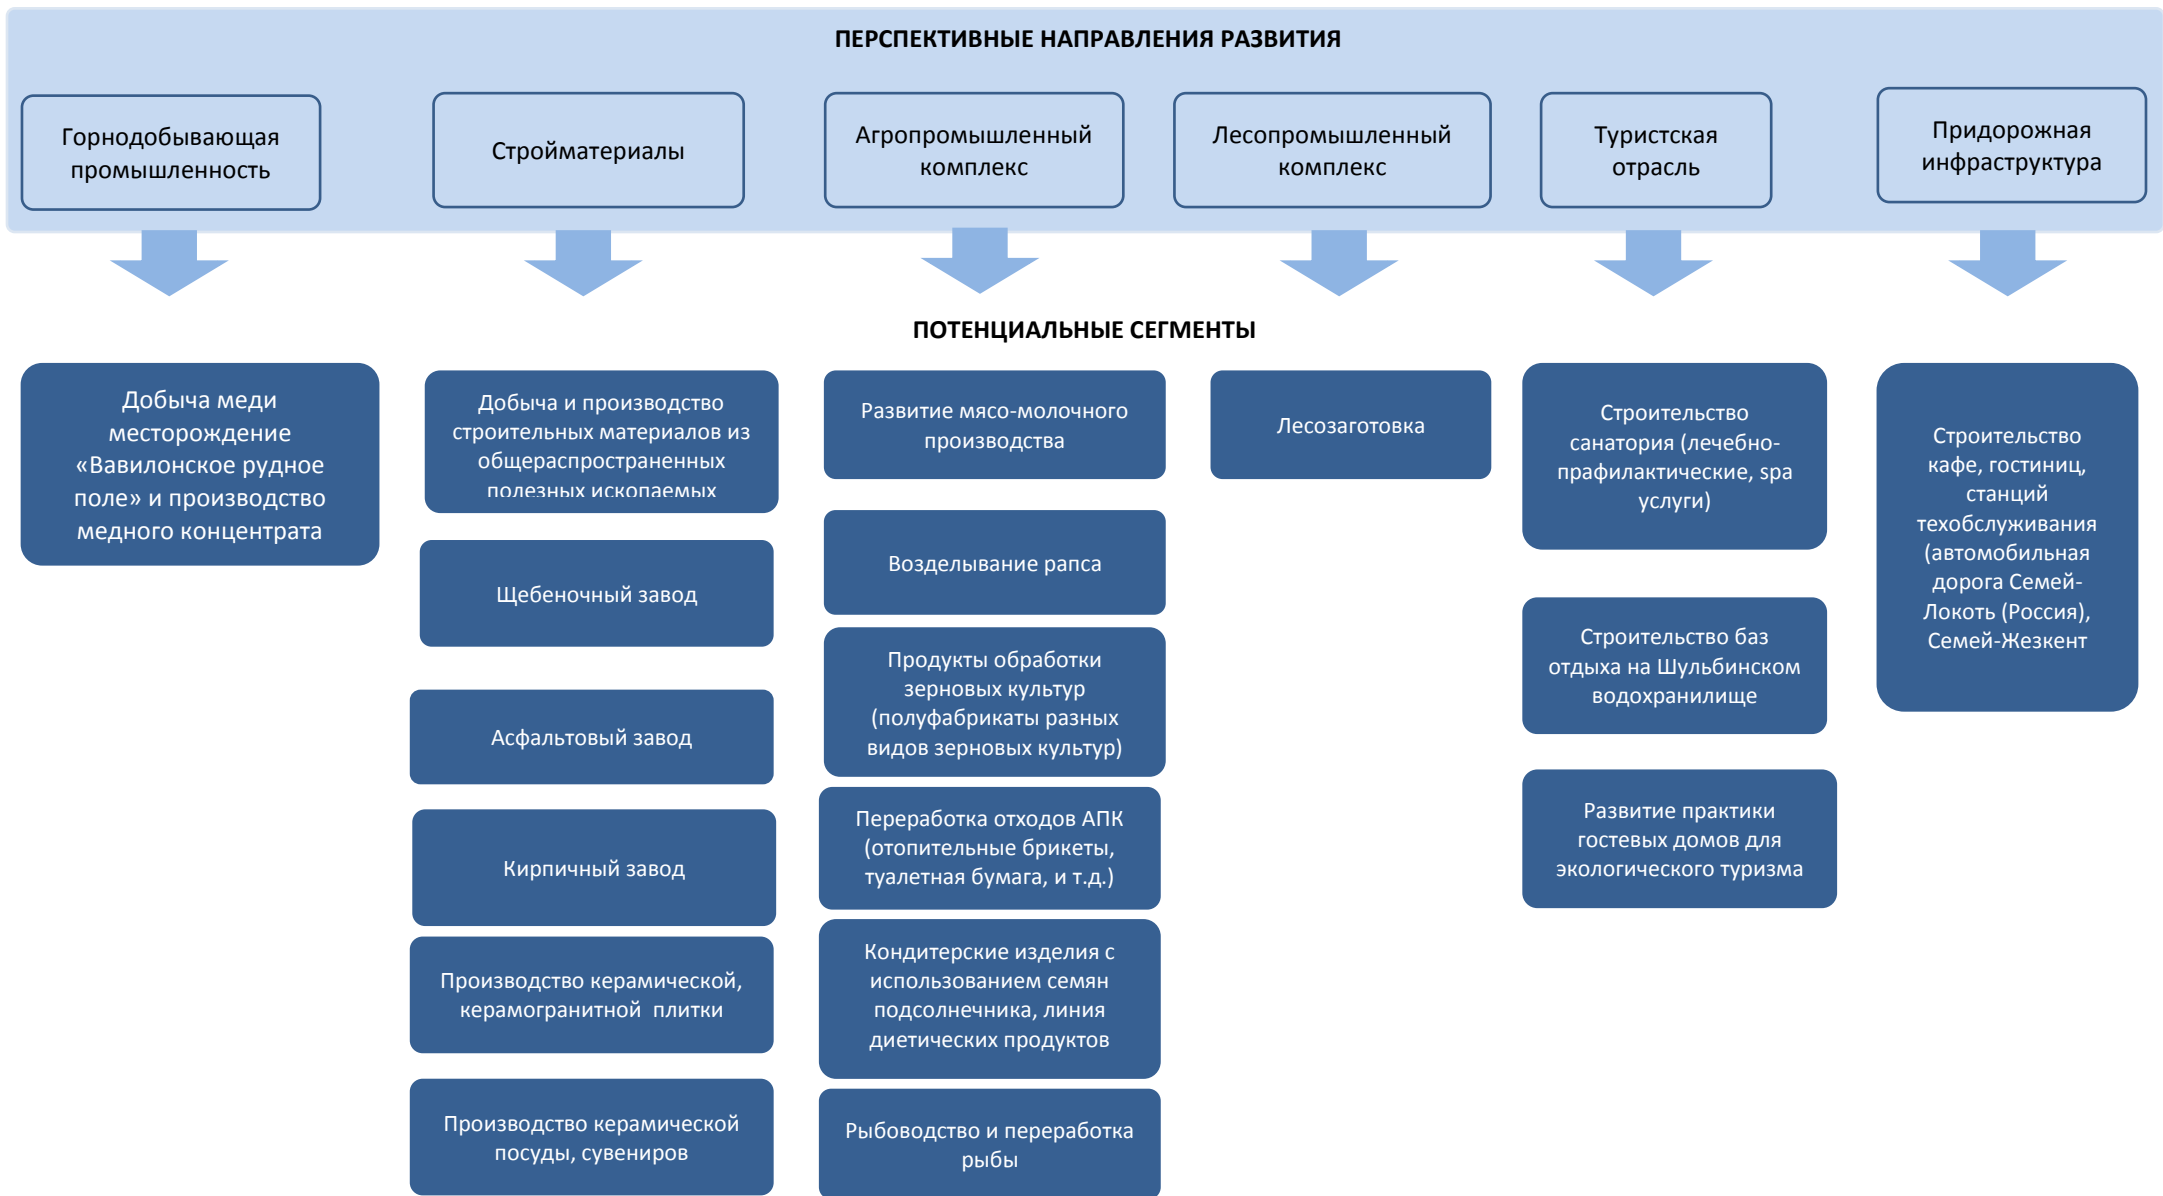 ПЕРСПЕКТИВНЫЕ НАПРАВЛЕНИЯ РАЗВИТИЯ
Горнодобывающая
промышленность
Стройматериалы
Агропромышленный
комплекс
Лесопромышленный
комплекс
Туристская
отрасль
Придорожная
инфраструктура
ПОТЕНЦИАЛЬНЫЕ СЕГМЕНТЫ
Добыча меди
месторождение
«Вавилонское рудное
поле» и производство
медного концентрата
Добыча и производство
строительных материалов из
общераспространенных
полезных ископаемых
Щебеночный завод
Асфальтовый завод
Кирпичный завод
Производство керамической,
керамогранитной плитки
Производство керамической
посуды, сувениров
Развитие мясо-молочного
производства
Возделывание рапса
Продукты обработки
зерновых культур
(полуфабрикаты разных
видов зерновых культур)
Переработка отходов АПК
(отопительные брикеты,
туалетная бумага, и т.д.)
Кондитерские изделия с
использованием семян
подсолнечника, линия
диетических продуктов
Рыбоводство и переработка
рыбы
Лесозаготовка
Строительство
санатория (лечебно-
прафилактические, spa
услуги)
Строительство баз
отдыха на Шульбинском
водохранилище
Развитие практики
гостевых домов для
экологического туризма
Строительство
кафе, гостиниц,
станций
техобслуживания
(автомобильная
дорога Семей-
Локоть (Россия),
Семей-Жезкент